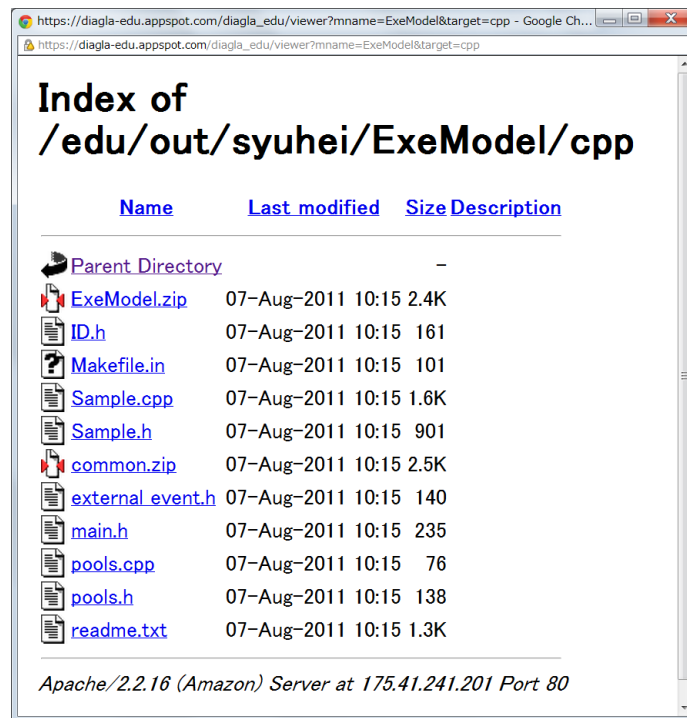 https://diagla-edu.appspot.com/diagla_edu/viewer?mname=ExeModel&target=cpp - Google Ch...
https://diagla-edu.appspot.com/diagla_edu/viewer?mname=ExeModel&target=cpp
Index of
/edu/out/syuhei/ExeModel/cpp
Name Last modified Size Description
Parent Directory -
ExeModel.zip 07-Aug-2011 10:15 2.4K
ID.h 07-Aug-2011 10:15 161
Makefile.in 07-Aug-2011 10:15 101
Sample.cpp 07-Aug-2011 10:15 1.6K
Sample.h 07-Aug-2011 10:15 901
common.zip 07-Aug-2011 10:15 2.5K
external event.h 07-Aug-2011 10:15 140
main.h 07-Aug-2011 10:15 235
pools.cpp 07-Aug-2011 10:15 76
pools.h 07-Aug-2011 10:15 138
readme.txt 07-Aug-2011 10:15 1.3K
Apache/2.2.16 (Amazon) Server at 175.41.241.201 Port 80